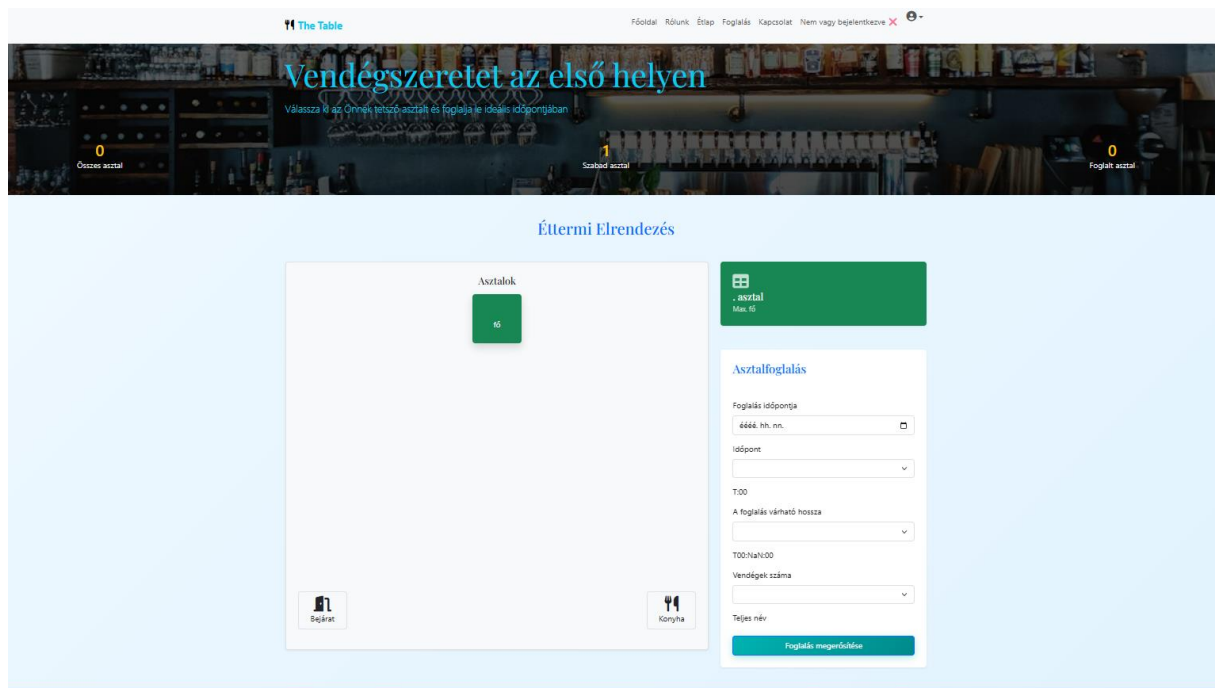 The Table
Főoldal Rólunk Étlap Foglalás Kapcsolat Nem vagy bejelentkezve
Vendégszeretet az első helyen
Válassza ki az Önnek tetsző asztalt és foglalja le ideális időpontjában
0
Összes asztal
1
Szabad asztal
0
Foglalt asztal
Éttermi Elrendezés
Asztalok
fő
Bejárat
Konyha
. asztal
Max. fő
Asztalfoglalás
Foglalás időpontja
éééé. hh. nn.
Időpont
T:00
A foglalás várható hossza
T00:NaN:00
Vendégek száma
Teljes név
Foglalás megerősítése